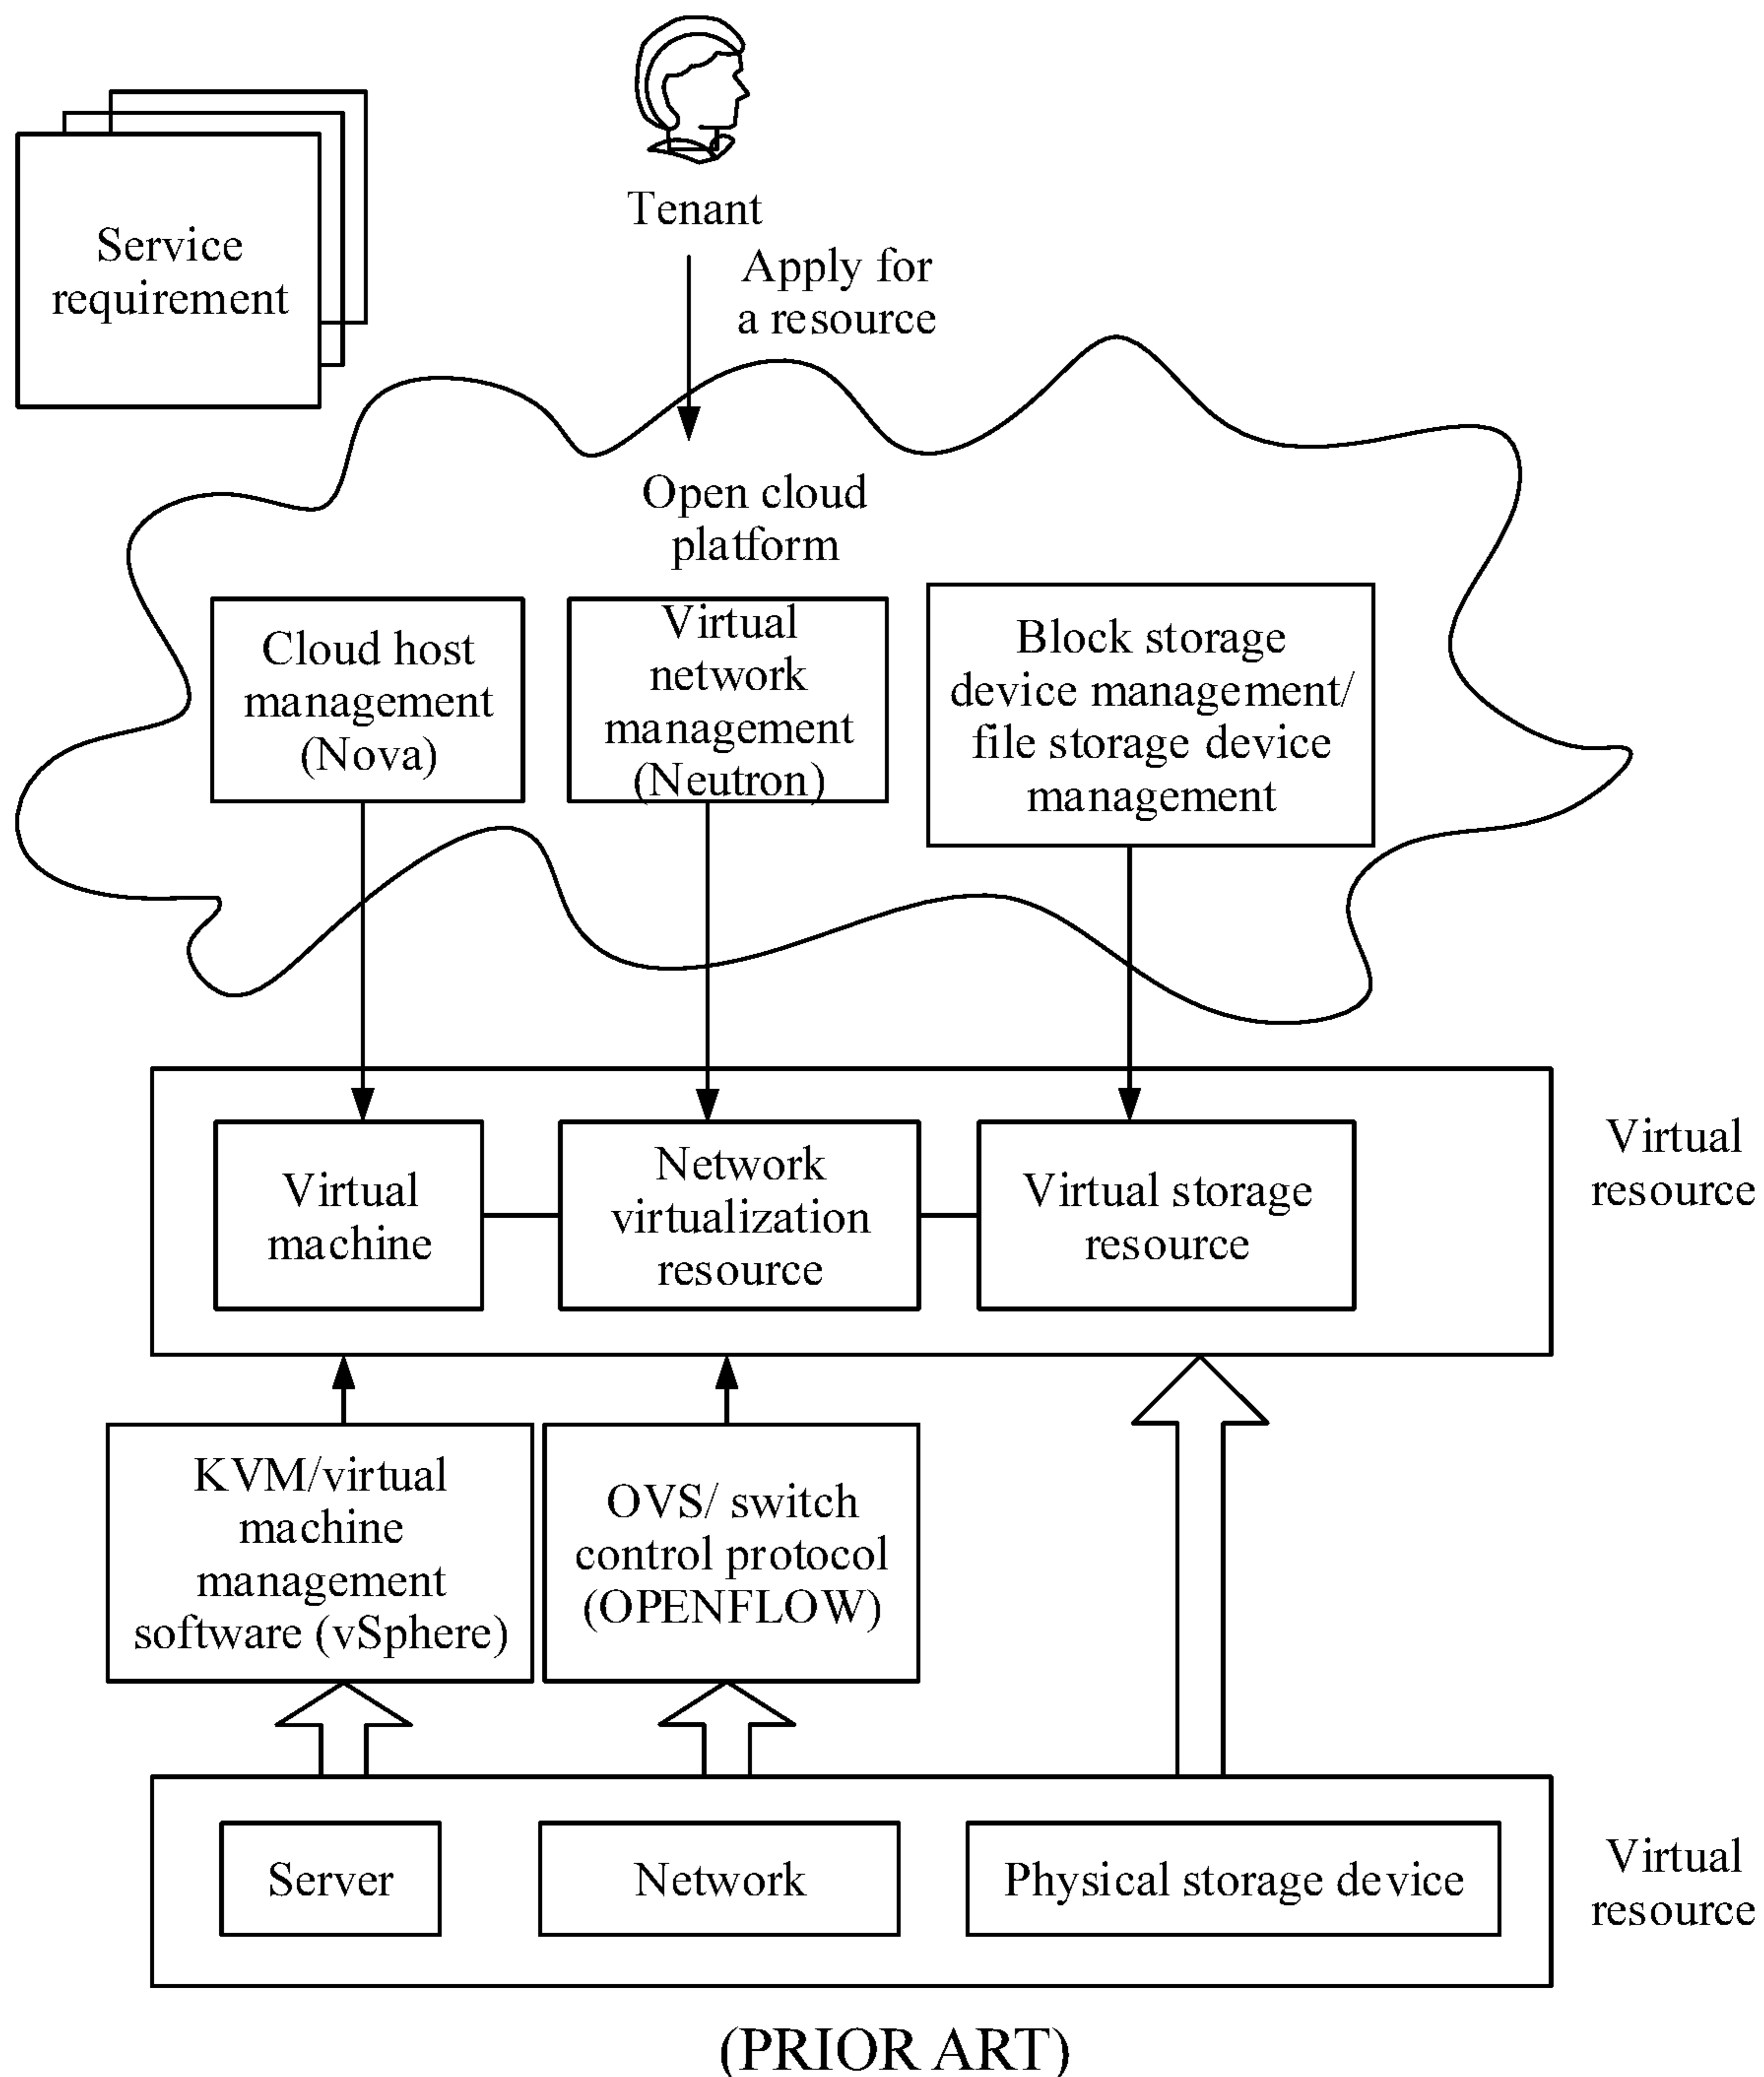 Service
requirement
Tenant
Apply for
a resource
Open cloud
platform
Cloud host
management
(Nova)
Virtual
network
management
(Neutron)
Block storage
device management/
file storage device
management
Virtual
machine
Network
virtualization
resource
Virtual storage
resource
Virtual
resource
KVM/virtual
machine
management
software (vSphere)
OVS/ switch
control protocol
(OPENFLOW)
Server
Network
Physical storage device
Virtual
resource
(PRIOR ART)